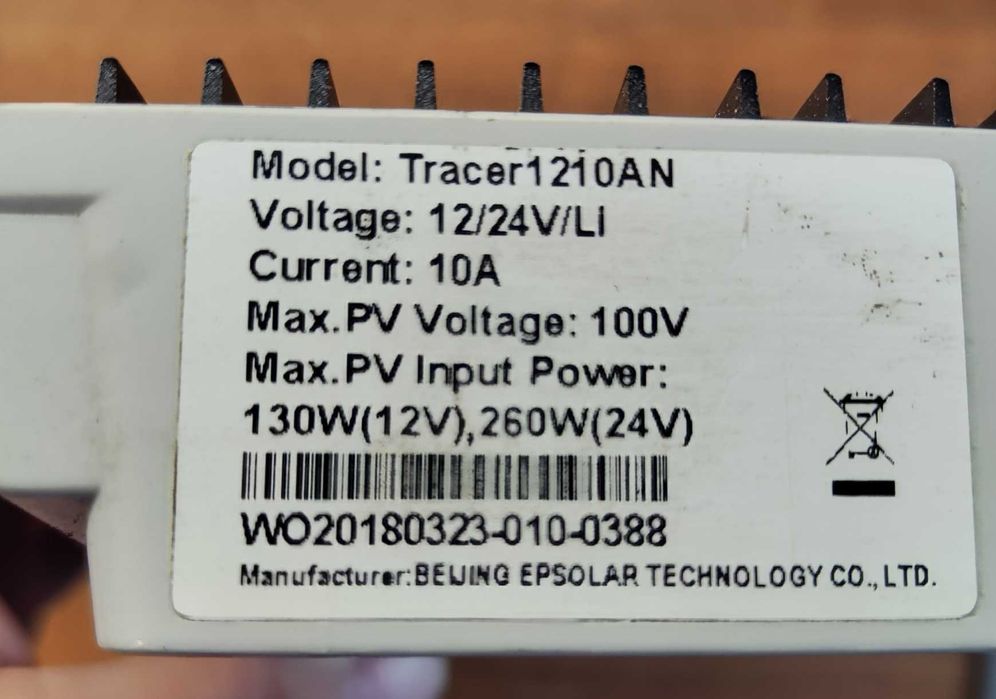 Model: Tracer1210AN
Voltage: 12/24V/Li
Current: 10A
Max.PV Voltage: 100V
Max.PV Input Power:
130W(12V),260W(24V)
WO20180323-010-0388
Manufacturer:BEIJING EPSOLAR TECHNOLOGY CO.,LTD.